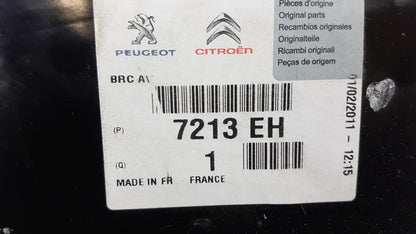 Pièces d'origine
Original parts
Recambios originales
Originalteile
Ricambi originali
Peças de origem
PEUGEOT
CITROËN
BRC
(P) 7213 EH
(Q) 1
MADE IN FR FRANCE
01/02/2011 - 12:15